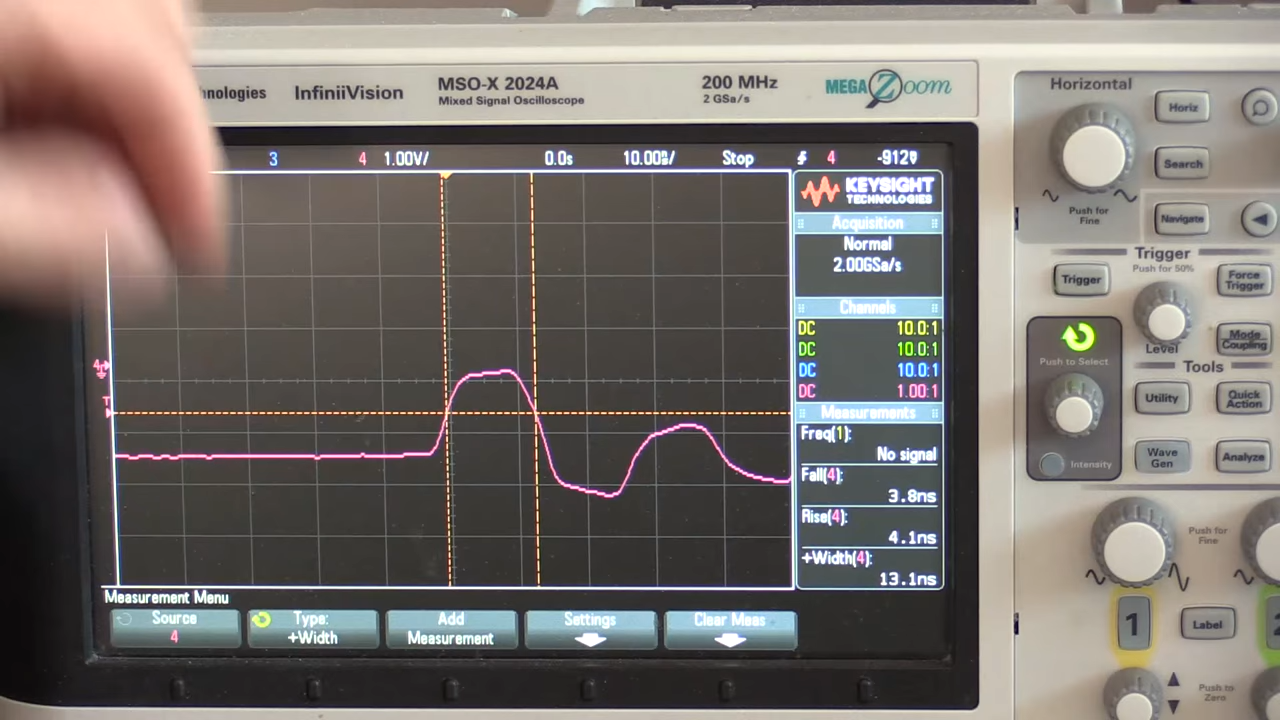 InfiniiVision
MSO-X 2024A
Mixed Signal Oscilloscope
200 MHz
2 GSa/s
MEGA Zoom
3
4 1.00V/
0.0s
10.00ns/
Stop
4
KEYSIGHT
TECHNOLOGIES
Acquisition
Normal
2.00GSa/s
Channels
DC 10.0:1
DC 10.0:1
DC 10.0:1
DC 1.00:1
Measurements
Freq(1):
No signal
Fall(4):
3.8ns
Rise(4):
4.1ns
+Width(4):
13.1ns
Measurement Menu
Source
4
Type:
+Width
Add
Measurement
Settings
Clear Meas
Horizontal
Horiz
Search
Push for
Fine
Navigate
Trigger
Push for 50%
Trigger
Force
Trigger
Level
Mode
Coupling
Push to Select
Tools
Utility
Quick
Action
Intensity
Wave
Gen
Analyze
Push for
Fine
1
Label
2
Push to
Zero